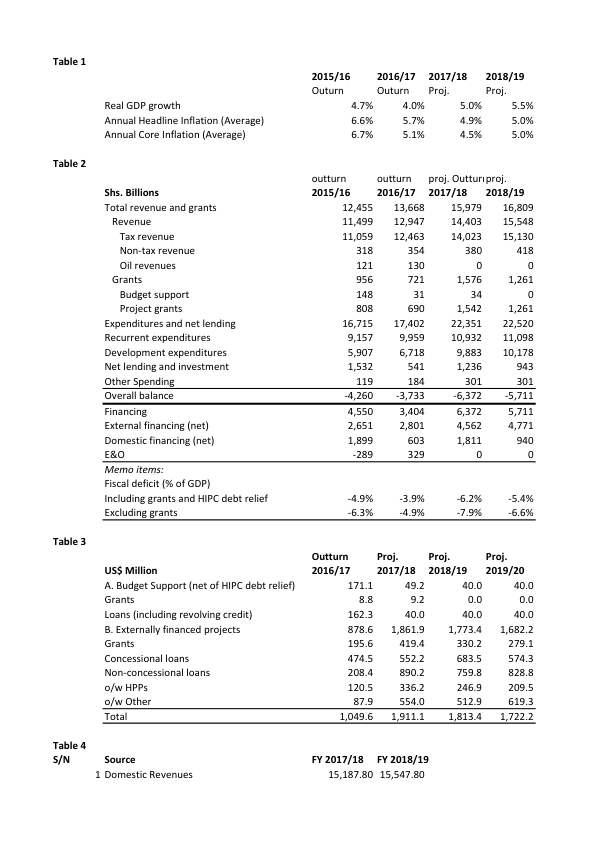 Table 1
2015/16 2016/17 2017/18 2018/19
Outurn Outurn Proj. Proj.
Real GDP growth 4.7% 4.0% 5.0% 5.5%
Annual Headline Inflation (Average) 6.6% 5.7% 4.9% 5.0%
Annual Core Inflation (Average) 6.7% 5.1% 4.5% 5.0%
Table 2
outturn outturn proj. Outturn proj.
Shs. Billions 2015/16 2016/17 2017/18 2018/19
Total revenue and grants 12,455 13,668 15,979 16,809
Revenue 11,499 12,947 14,403 15,548
Tax revenue 11,059 12,463 14,023 15,130
Non-tax revenue 318 354 380 418
Oil revenues 121 130 0 0
Grants 956 721 1,576 1,261
Budget support 148 31 34 0
Project grants 808 690 1,542 1,261
Expenditures and net lending 16,715 17,402 22,351 22,520
Recurrent expenditures 9,157 9,959 10,932 11,098
Development expenditures 5,907 6,718 9,883 10,178
Net lending and investment 1,532 541 1,236 943
Other Spending 119 184 301 301
Overall balance -4,260 -3,733 -6,372 -5,711
Financing 4,550 3,404 6,372 5,711
External financing (net) 2,651 2,801 4,562 4,771
Domestic financing (net) 1,899 603 1,811 940
E&O -289 329 0 0
Memo items:
Fiscal deficit (% of GDP)
Including grants and HIPC debt relief -4.9% -3.9% -6.2% -5.4%
Excluding grants -6.3% -4.9% -7.9% -6.6%
Table 3
Outturn Proj. Proj. Proj.
US$ Million 2016/17 2017/18 2018/19 2019/20
A. Budget Support (net of HIPC debt relief) 171.1 49.2 40.0 40.0
Grants 8.8 9.2 0.0 0.0
Loans (including revolving credit) 162.3 40.0 40.0 40.0
B. Externally financed projects 878.6 1,861.9 1,773.4 1,682.2
Grants 195.6 419.4 330.2 279.1
Concessional loans 474.5 552.2 683.5 574.3
Non-concessional loans 208.4 890.2 759.8 828.8
o/w HPPs 120.5 336.2 246.9 209.5
o/w Other 87.9 554.0 512.9 619.3
Total 1,049.6 1,911.1 1,813.4 1,722.2
Table 4
S/N Source FY 2017/18 FY 2018/19
1 Domestic Revenues 15,187.80 15,547.80